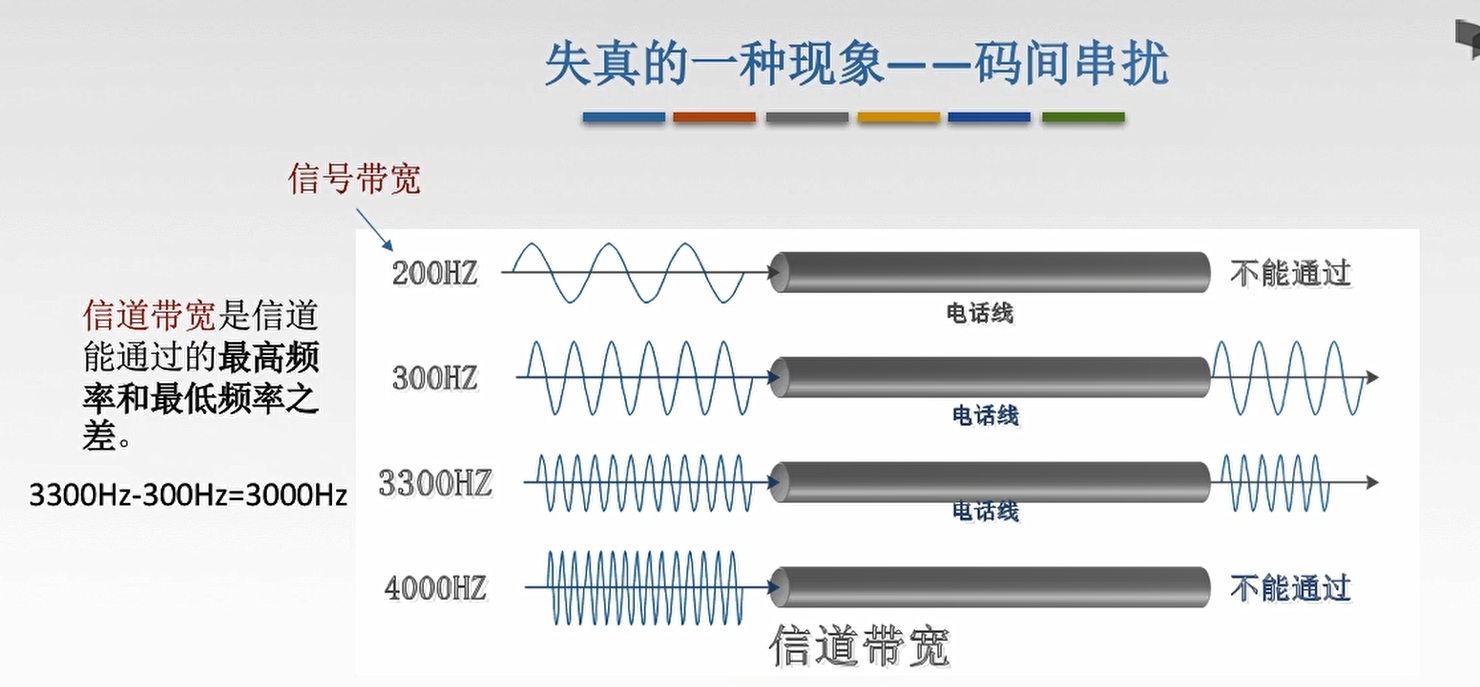 失真的一种现象——码间串扰
信号带宽
200HZ
不能通过
电话线
信道带宽是信道
能通过的最高频
率和最低频率之
差。
300HZ
电话线
3300Hz-300Hz=3000Hz
3300HZ
电话线
4000HZ
不能通过
信道带宽